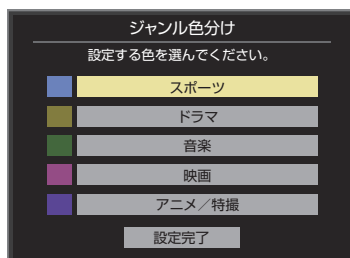 ジャンル色分け
設定する色を選んでください。
スポーツ
ドラマ
音楽
映画
アニメ／特撮
設定完了